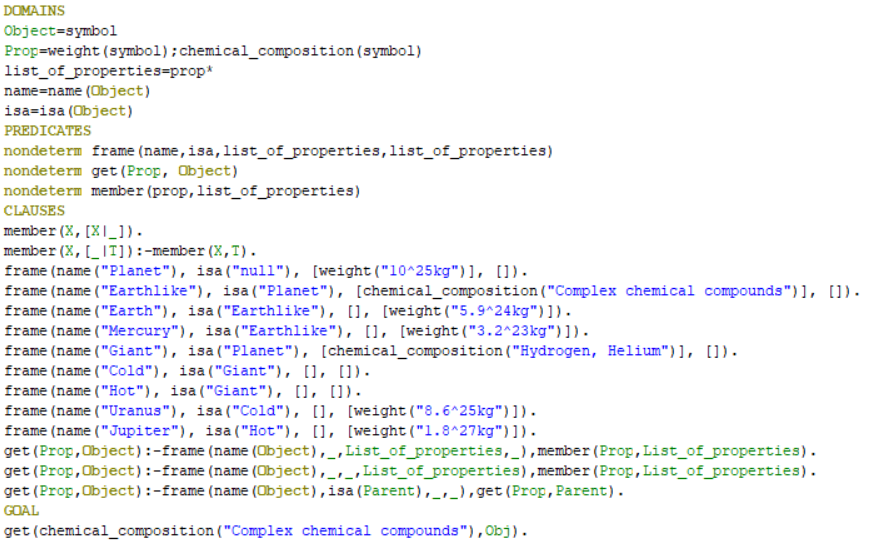 DOMAINS
Object=symbol
Prop=weight(symbol);chemical_composition(symbol)
list_of_properties=prop*
name=name(Object)
isa=isa(Object)
PREDICATES
nondeterm frame(name,isa,list_of_properties,list_of_properties)
nondeterm get(Prop, Object)
nondeterm member(prop,list_of_properties)
CLAUSES
member(X,[X|_]).
member(X,[_|T]):-member(X,T).
frame(name("Planet"), isa("null"), [weight("10^25kg")], []).
frame(name("Earthlike"), isa("Planet"), [chemical_composition("Complex chemical compounds")], []).
frame(name("Earth"), isa("Earthlike"), [], [weight("5.9^24kg")]).
frame(name("Mercury"), isa("Earthlike"), [], [weight("3.2^23kg")]).
frame(name("Giant"), isa("Planet"), [chemical_composition("Hydrogen, Helium")], []).
frame(name("Cold"), isa("Giant"), [], []).
frame(name("Hot"), isa("Giant"), [], []).
frame(name("Uranus"), isa("Cold"), [], [weight("8.6^25kg")]).
frame(name("Jupiter"), isa("Hot"), [], [weight("1.8^27kg")]).
get(Prop,Object):-frame(name(Object),_,List_of_properties,_),member(Prop,List_of_properties).
get(Prop,Object):-frame(name(Object),_,_,List_of_properties),member(Prop,List_of_properties).
get(Prop,Object):-frame(name(Object),isa(Parent),_,_),get(Prop,Parent).
GOAL
get(chemical_composition("Complex chemical compounds"),Obj).